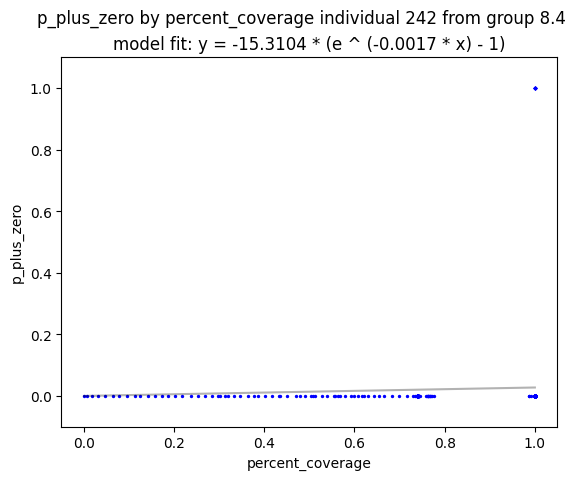 p_plus_zero by percent_coverage individual 242 from group 8.4
model fit: y = -15.3104 * (e ^ (-0.0017 * x) - 1)
1.0
0.8
0.6
0.4
0.2
0.0
p_plus_zero
0.0 0.2 0.4 0.6 0.8 1.0
percent_coverage